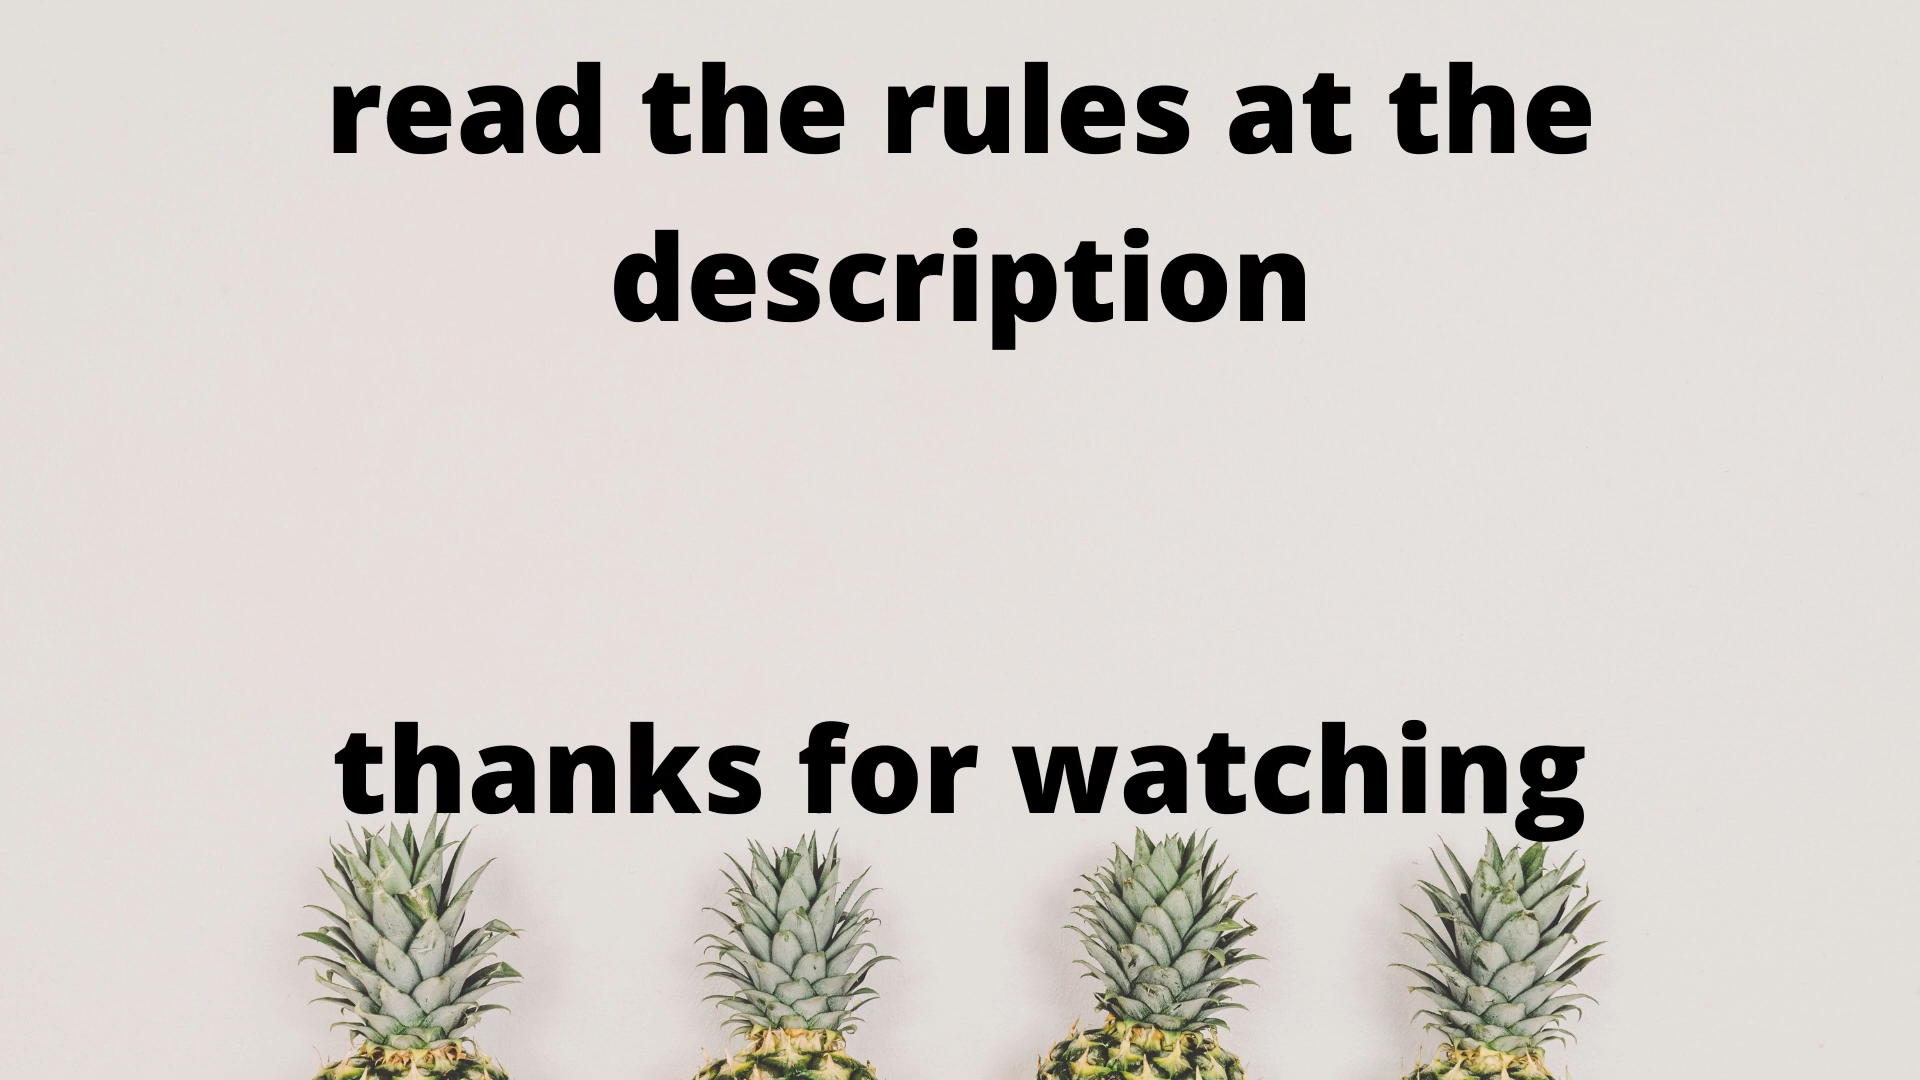 read the rules at the
description
thanks for watching